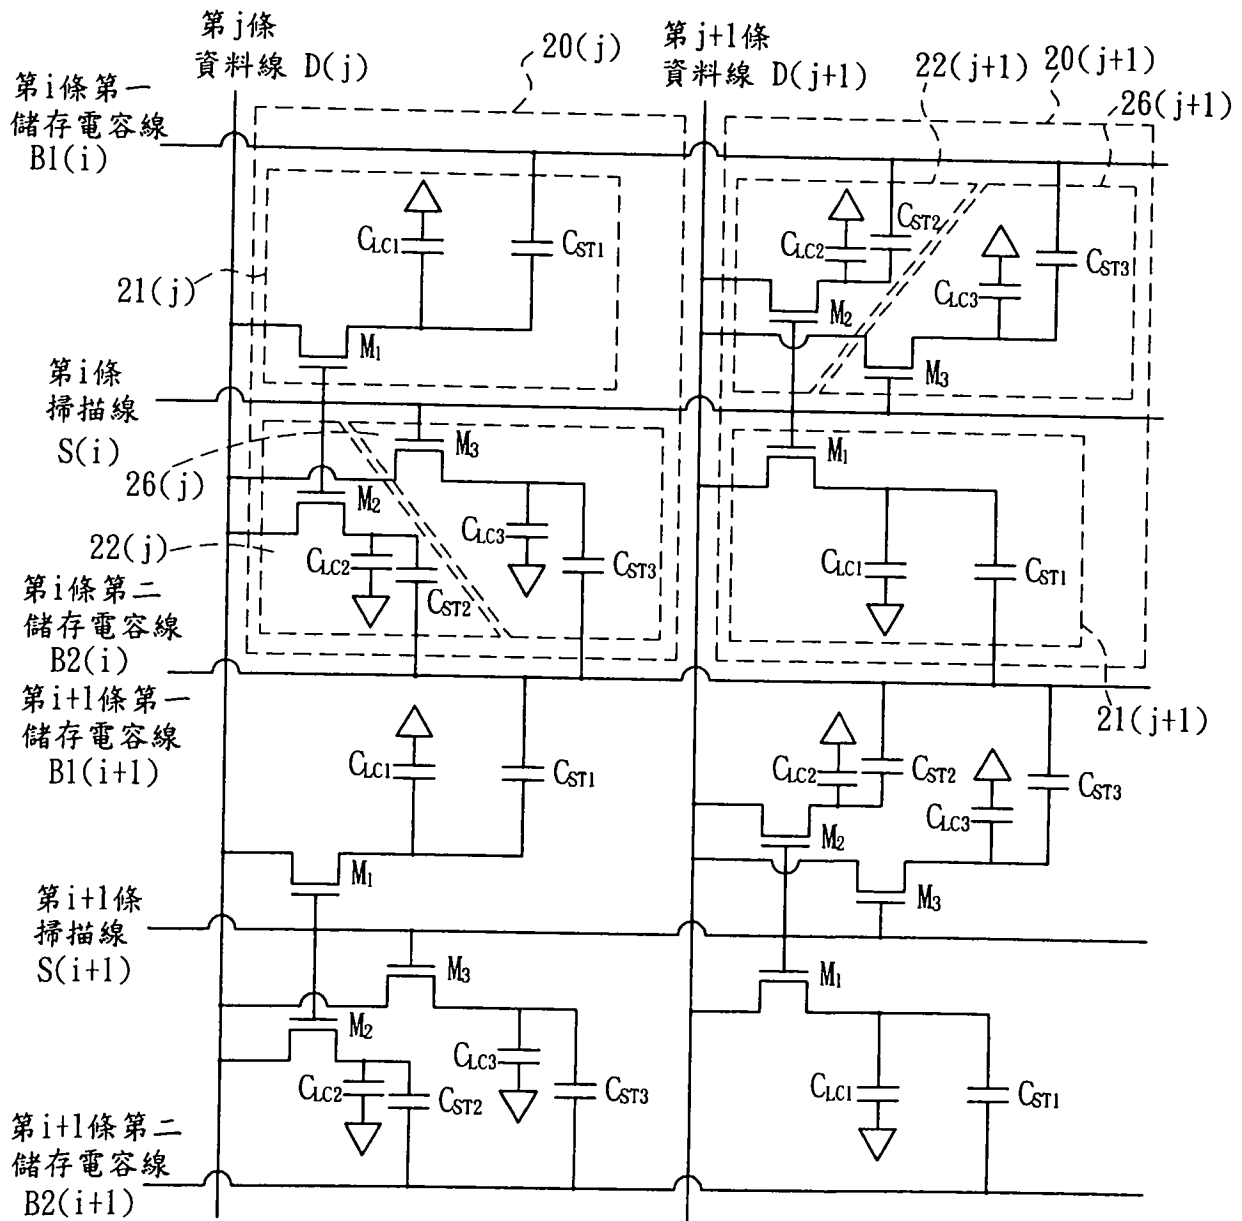 第j條
資料線 D(j)
20(j)
第j+1條
資料線 D(j+1)
22(j+1)
20(j+1)
26(j+1)
第i條第一
儲存電容線
B1(i)
CLC1
CST1
CLC2
CST2
CLC3
CST3
21(j)
M1
M2
M3
第i條
掃描線
S(i)
26(j)
M3
M2
M1
22(j)
CLC2
CST2
CLC3
CST3
CLC1
CST1
第i條第二
儲存電容線
B2(i)
21(j+1)
第i+1條第一
儲存電容線
B1(i+1)
CLC1
CST1
CLC2
CST2
CLC3
CST3
M1
M2
M3
第i+1條
掃描線
S(i+1)
M3
M2
M1
CLC2
CST2
CLC3
CST3
CLC1
CST1
第i+1條第二
儲存電容線
B2(i+1)